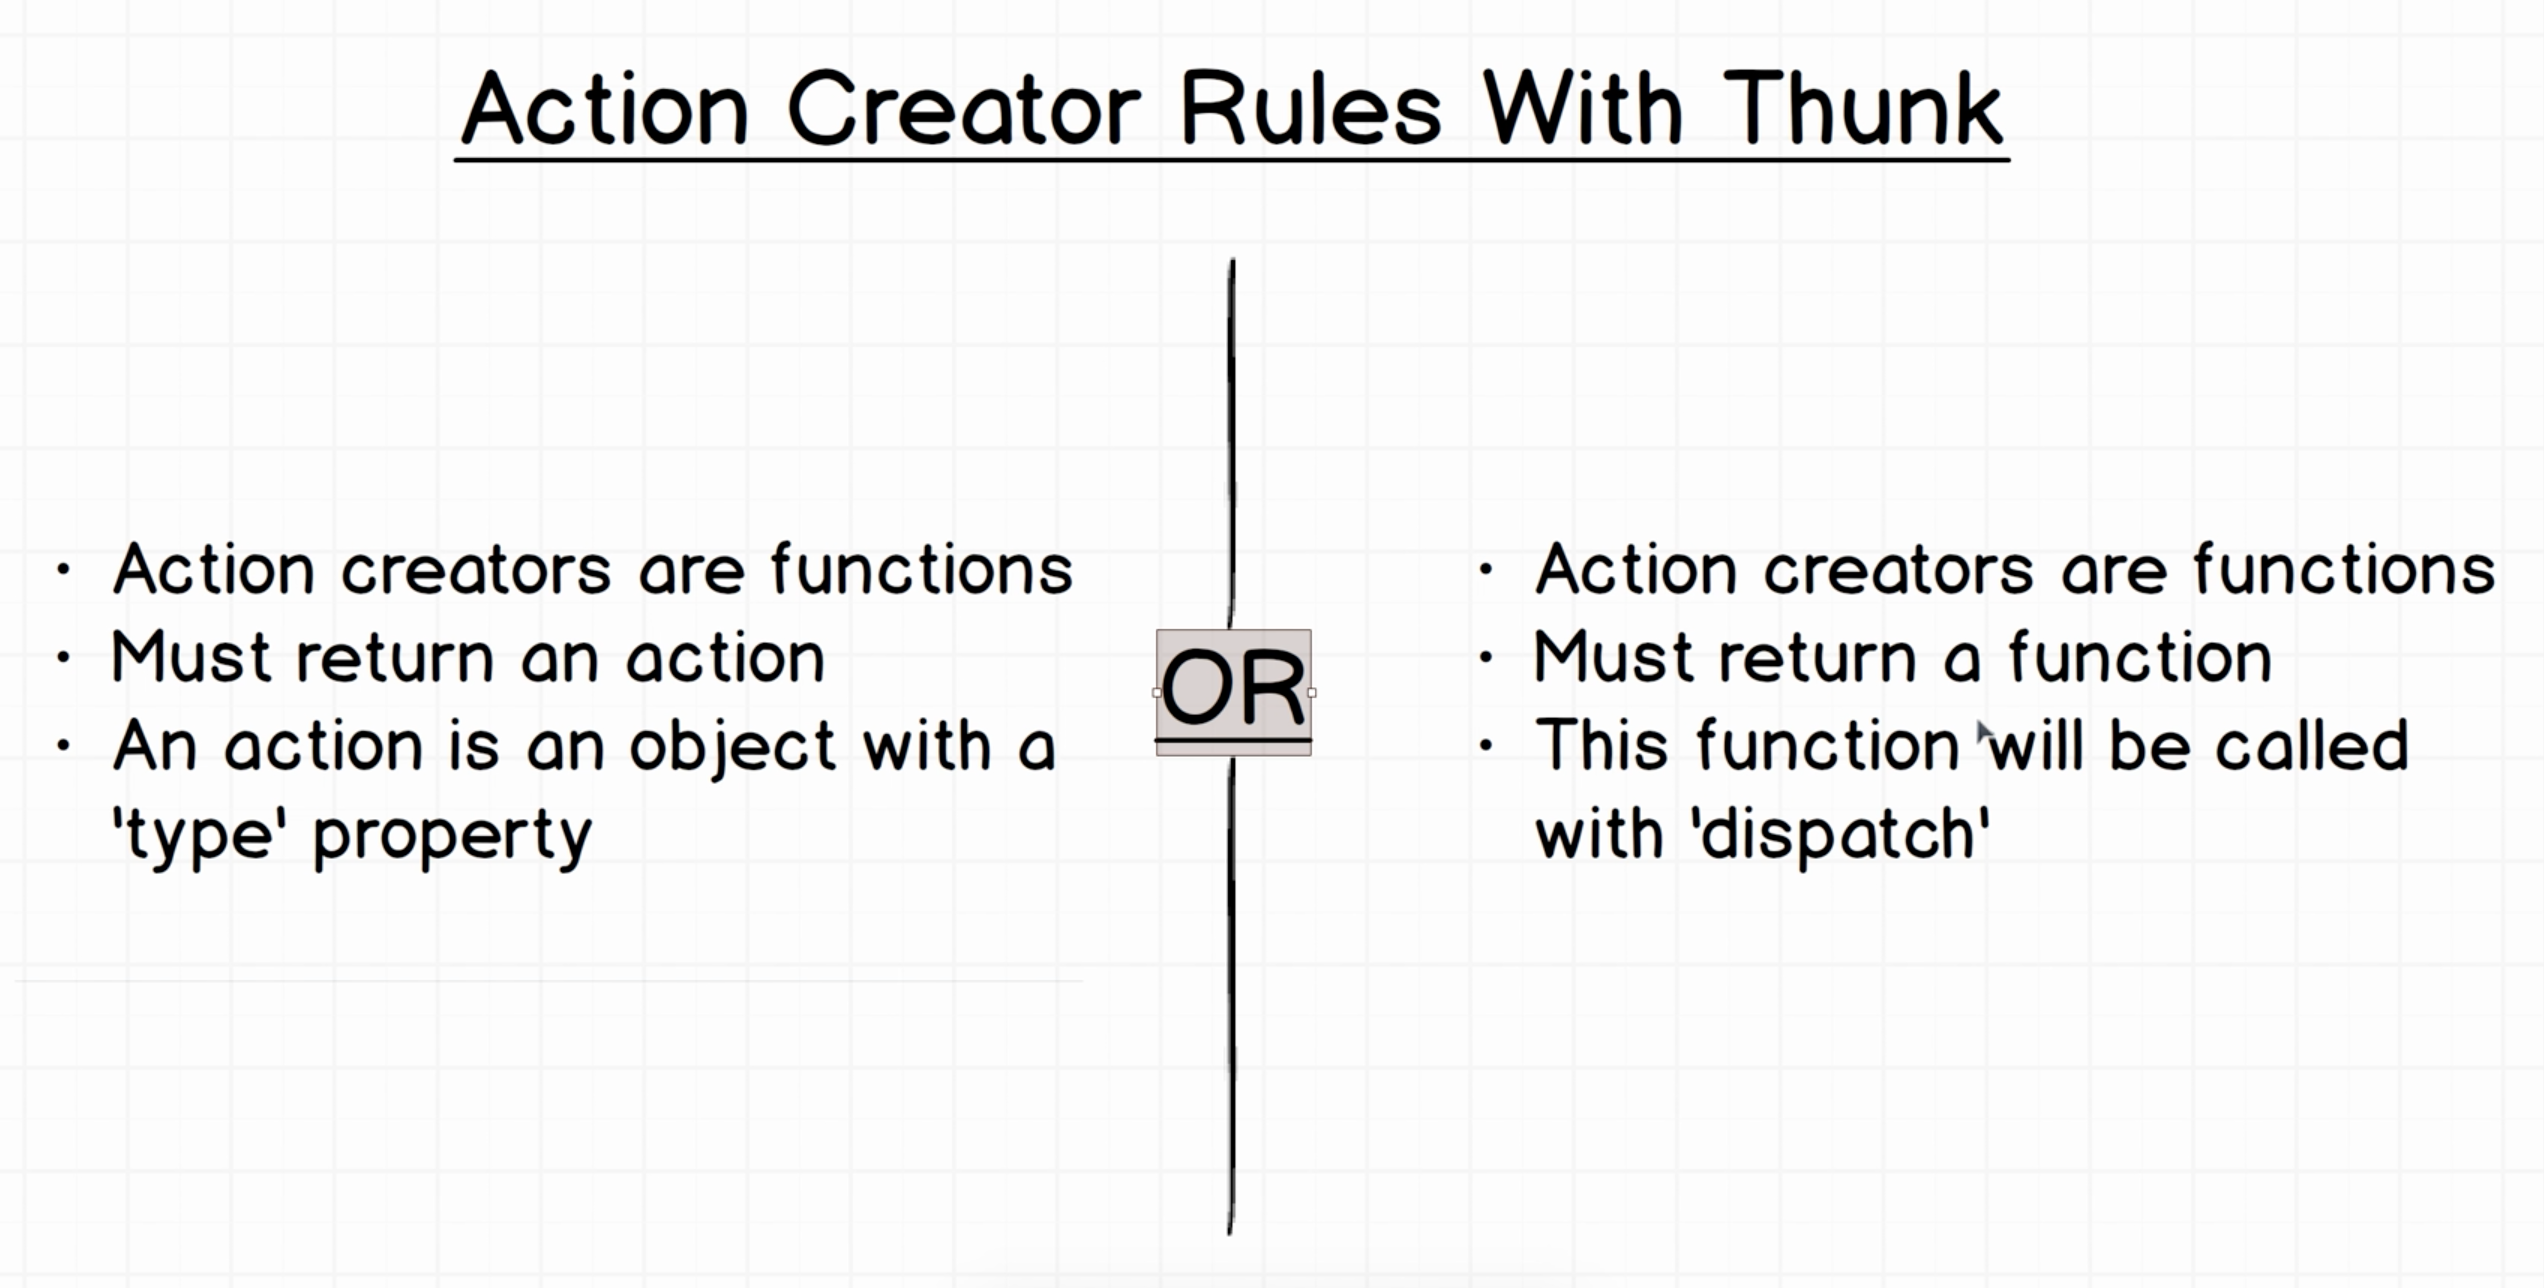 Action Creator Rules With Thunk
· Action creators are functions
· Must return an action
· An action is an object with a
'type' property
OR
· Action creators are functions
· Must return a function
· This function will be called
with 'dispatch'